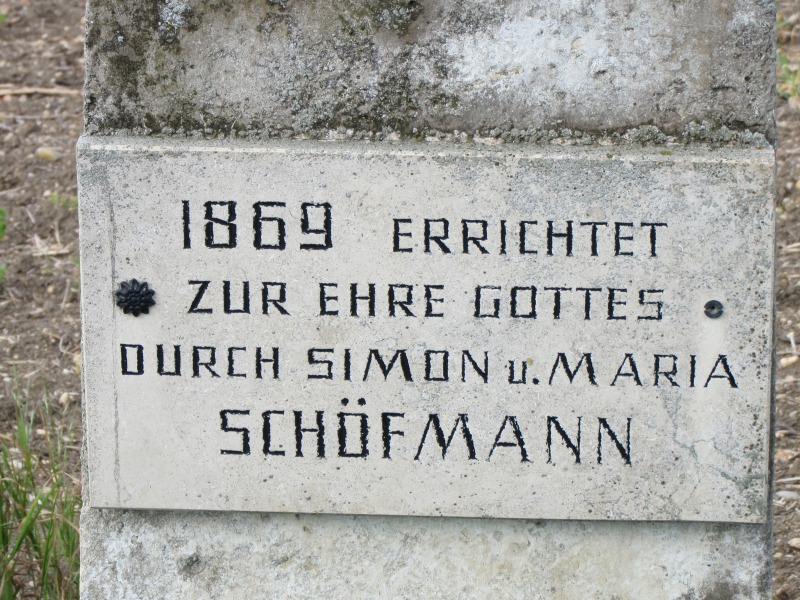 1869 ERRICHTET
ZUR EHRE GOTTES
DURCH SIMON u. MARIA
SCHÖFMANN